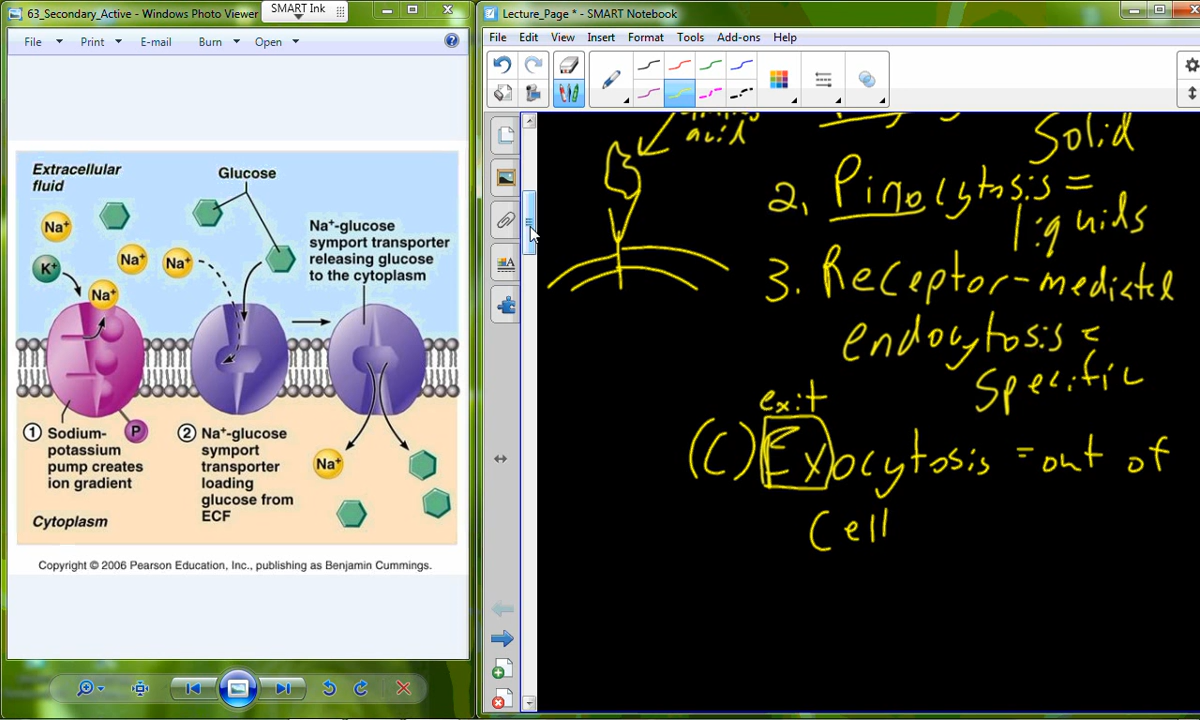 63_Secondary_Active - Windows Photo Viewer
SMART Ink
File Print E-mail Burn Open
Extracellular
fluid
Glucose
Na+
Na+
Na+
K+
Na+
Na+-glucose
symport transporter
releasing glucose
to the cytoplasm
P
1 Sodium-
potassium
pump creates
ion gradient
2 Na+-glucose
symport
transporter
loading
glucose from
ECF
Na+
Cytoplasm
Copyright © 2006 Pearson Education, Inc., publishing as Benjamin Cummings.
Lecture_Page * - SMART Notebook
File Edit View Insert Format Tools Add-ons Help
acid
Solid
2. Pinocytosis =
liquids
3. Receptor-mediated
endocytosis =
specific
exit
(C) Exocytosis = out of
Cell